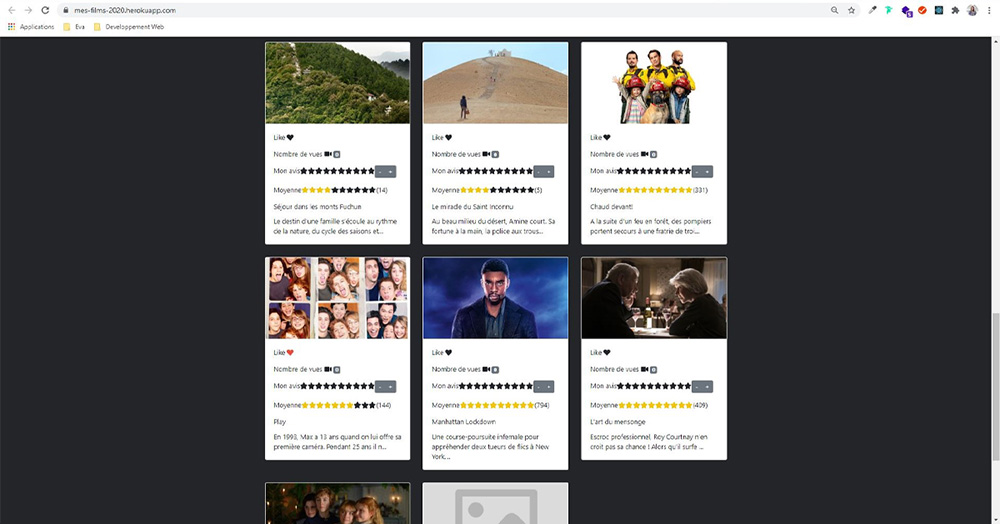 mes-films-2020.herokuapp.com
Applications
Eva
Developpement Web
Like
Nombre de vues 0
Mon avis - +
Moyenne (14)
Séjour dans les monts Fuchun
Le destin d'une famille s'écoule au rythme
de la nature, du cycle des saisons et...
Like
Nombre de vues 0
Mon avis - +
Moyenne (5)
Le miracle du Saint Inconnu
Au beau milieu du désert, Amine court. Sa
fortune à la main, la police aux trous...
Like
Nombre de vues 0
Mon avis - +
Moyenne (331)
Chaud devant!
A la suite d'un feu en forêt, des pompiers
portent secours à une fratrie de troi...
Like
Nombre de vues 0
Mon avis - +
Moyenne (144)
Play
En 1993, Max a 13 ans quand on lui offre sa
première caméra. Pendant 25 ans il n...
Like
Nombre de vues 0
Mon avis - +
Moyenne (794)
Manhattan Lockdown
Une course-poursuite infernale pour
appréhender deux tueurs de flics à New
York;...
Like
Nombre de vues 0
Mon avis - +
Moyenne (409)
L'art du mensonge
Escroc professionnel, Roy Courtnay n'en
croit pas sa chance ! Alors qu'il surfe ...